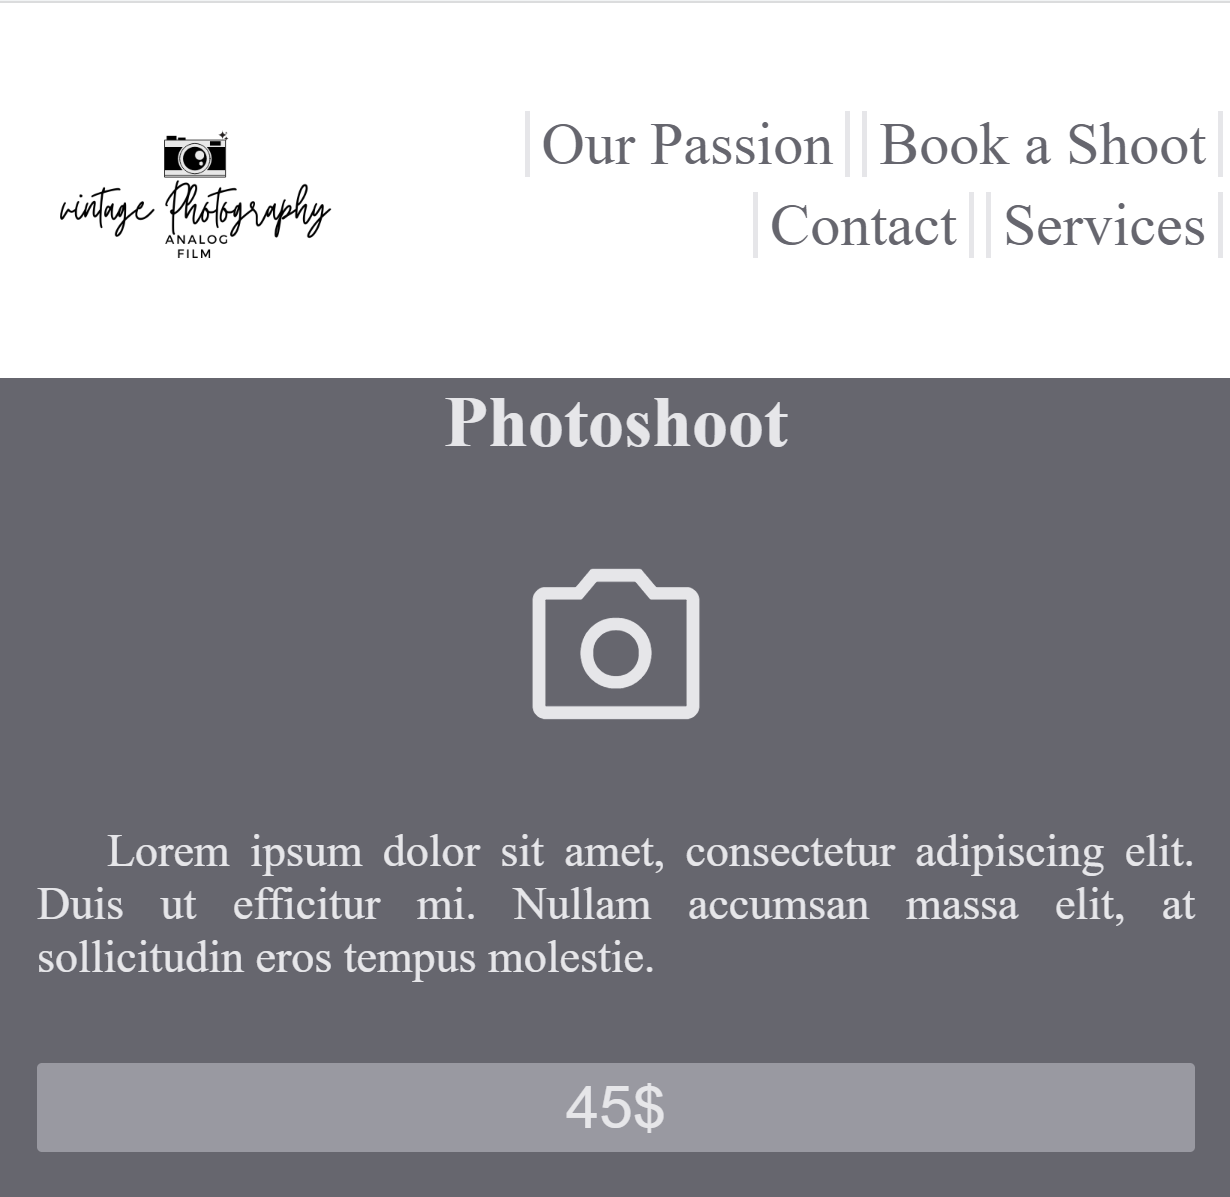 vintage Photography
ANALOG
FILM
Our Passion Book a Shoot
Contact Services
Photoshoot
Lorem ipsum dolor sit amet, consectetur adipiscing elit.
Duis ut efficitur mi. Nullam accumsan massa elit, at
sollicitudin eros tempus molestie.
45$